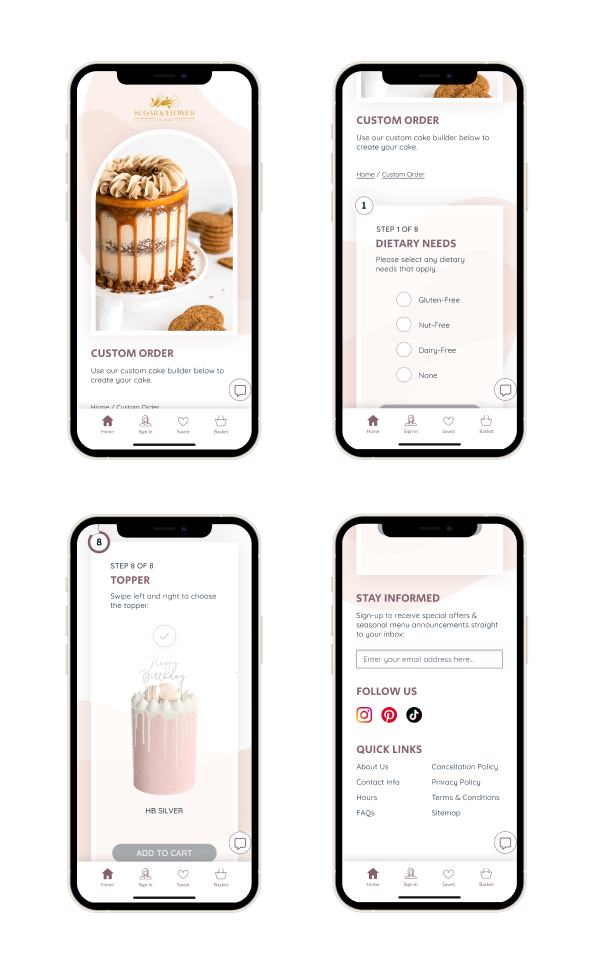 SUGAR & FLOWER
CUSTOM ORDER
Use our custom cake builder below to
create your cake.
Home / Custom Order
Home
Sign In
Saved
Basket
CUSTOM ORDER
Use our custom cake builder below to
create your cake.
Home / Custom Order
1
STEP 1 OF 8
DIETARY NEEDS
Please select any dietary
needs that apply.
Gluten-Free
Nut-Free
Dairy-Free
None
Home
Sign In
Saved
Basket
8
STEP 8 OF 8
TOPPER
Swipe left and right to choose
the topper.
Happy
Birthday
HB SILVER
ADD TO CART
Home
Sign In
Saved
Basket
STAY INFORMED
Sign-up to receive special offers &
seasonal menu announcements straight
to your inbox:
Enter your email address here...
FOLLOW US
QUICK LINKS
About Us
Cancellation Policy
Contact Info
Privacy Policy
Hours
Terms & Conditions
FAQs
Sitemap
Home
Sign In
Saved
Basket